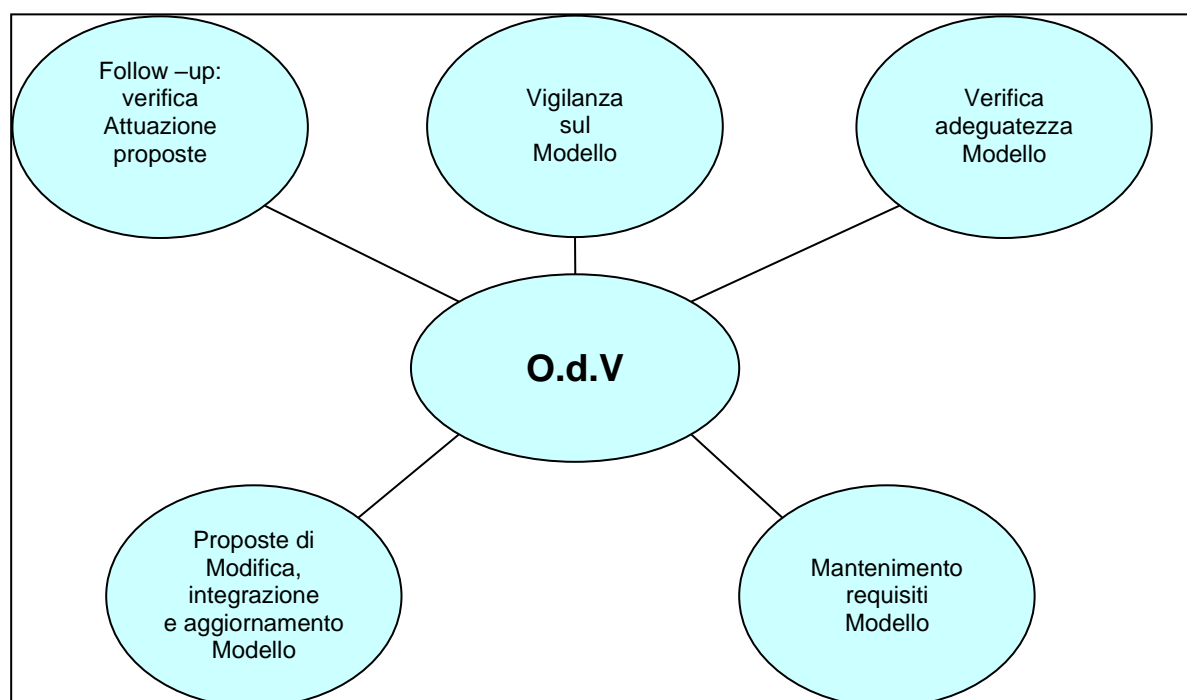 Follow –up:
verifica
Attuazione
proposte
Vigilanza
sul
Modello
Verifica
adeguatezza
Modello
O.d.V
Proposte di
Modifica,
integrazione
e aggiornamento
Modello
Mantenimento
requisiti
Modello